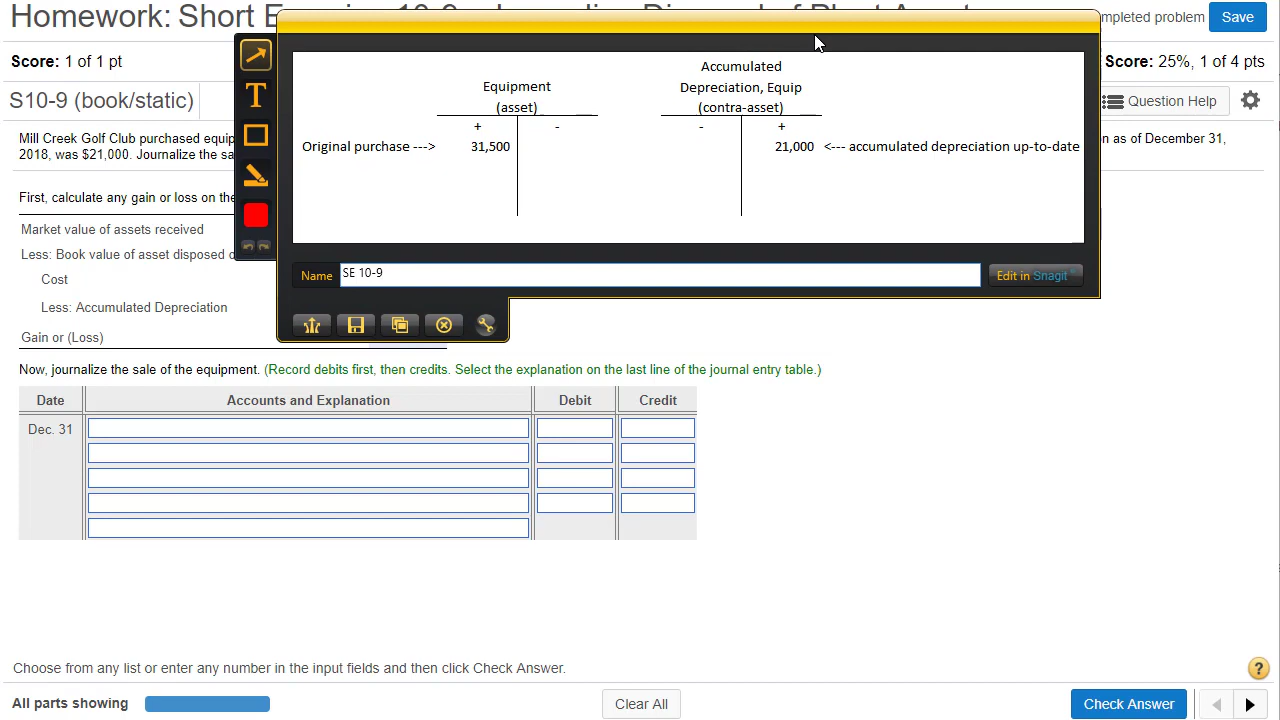 Homework: Short E
mpleted problem
Save
Score: 1 of 1 pt
Score: 25%, 1 of 4 pts
S10-9 (book/static)
Question Help
Mill Creek Golf Club purchased equip
n as of December 31,
2018, was $21,000. Journalize the sa
First, calculate any gain or loss on the
Market value of assets received
Less: Book value of asset disposed o
Cost
Less: Accumulated Depreciation
Gain or (Loss)
T
Accumulated
Equipment
Depreciation, Equip
(asset)
(contra-asset)
+ - - +
Original purchase ---> 31,500 21,000 <--- accumulated depreciation up-to-date
Name SE 10-9 Edit in Snagit
Now, journalize the sale of the equipment. (Record debits first, then credits. Select the explanation on the last line of the journal entry table.)
Date Accounts and Explanation Debit Credit
Dec. 31
Choose from any list or enter any number in the input fields and then click Check Answer.
?
All parts showing
Clear All
Check Answer